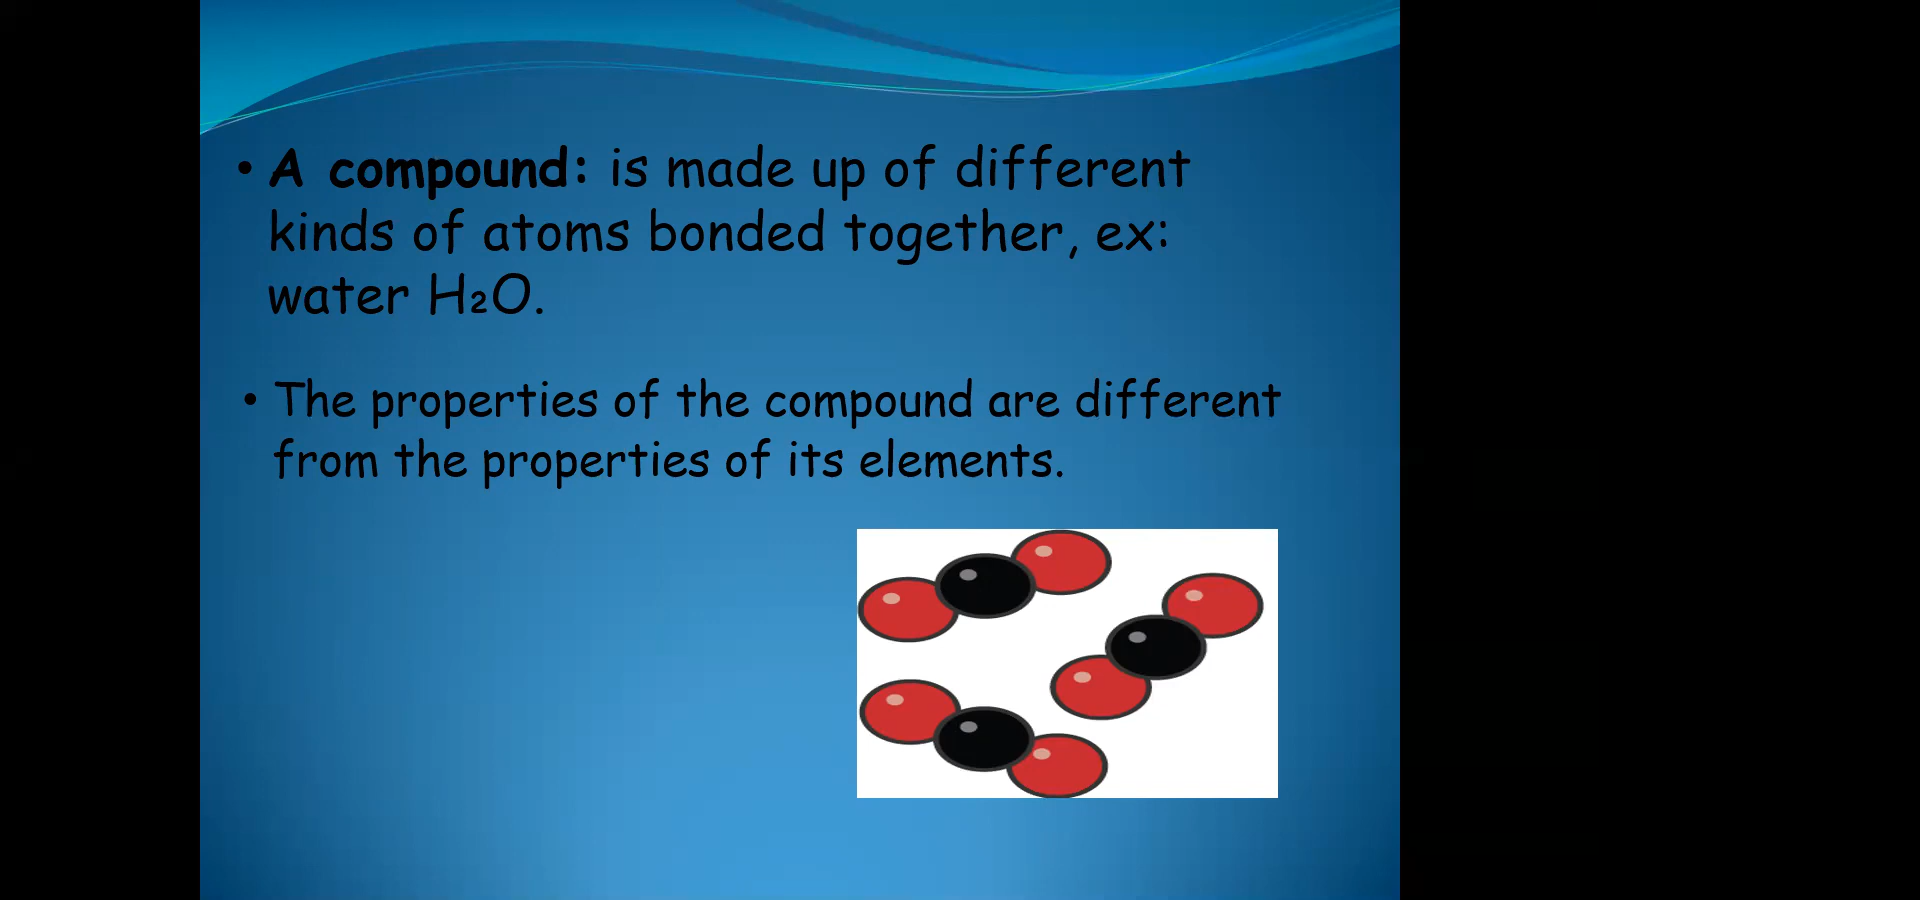 • A compound: is made up of different
kinds of atoms bonded together, ex:
water H₂O.
• The properties of the compound are different
from the properties of its elements.